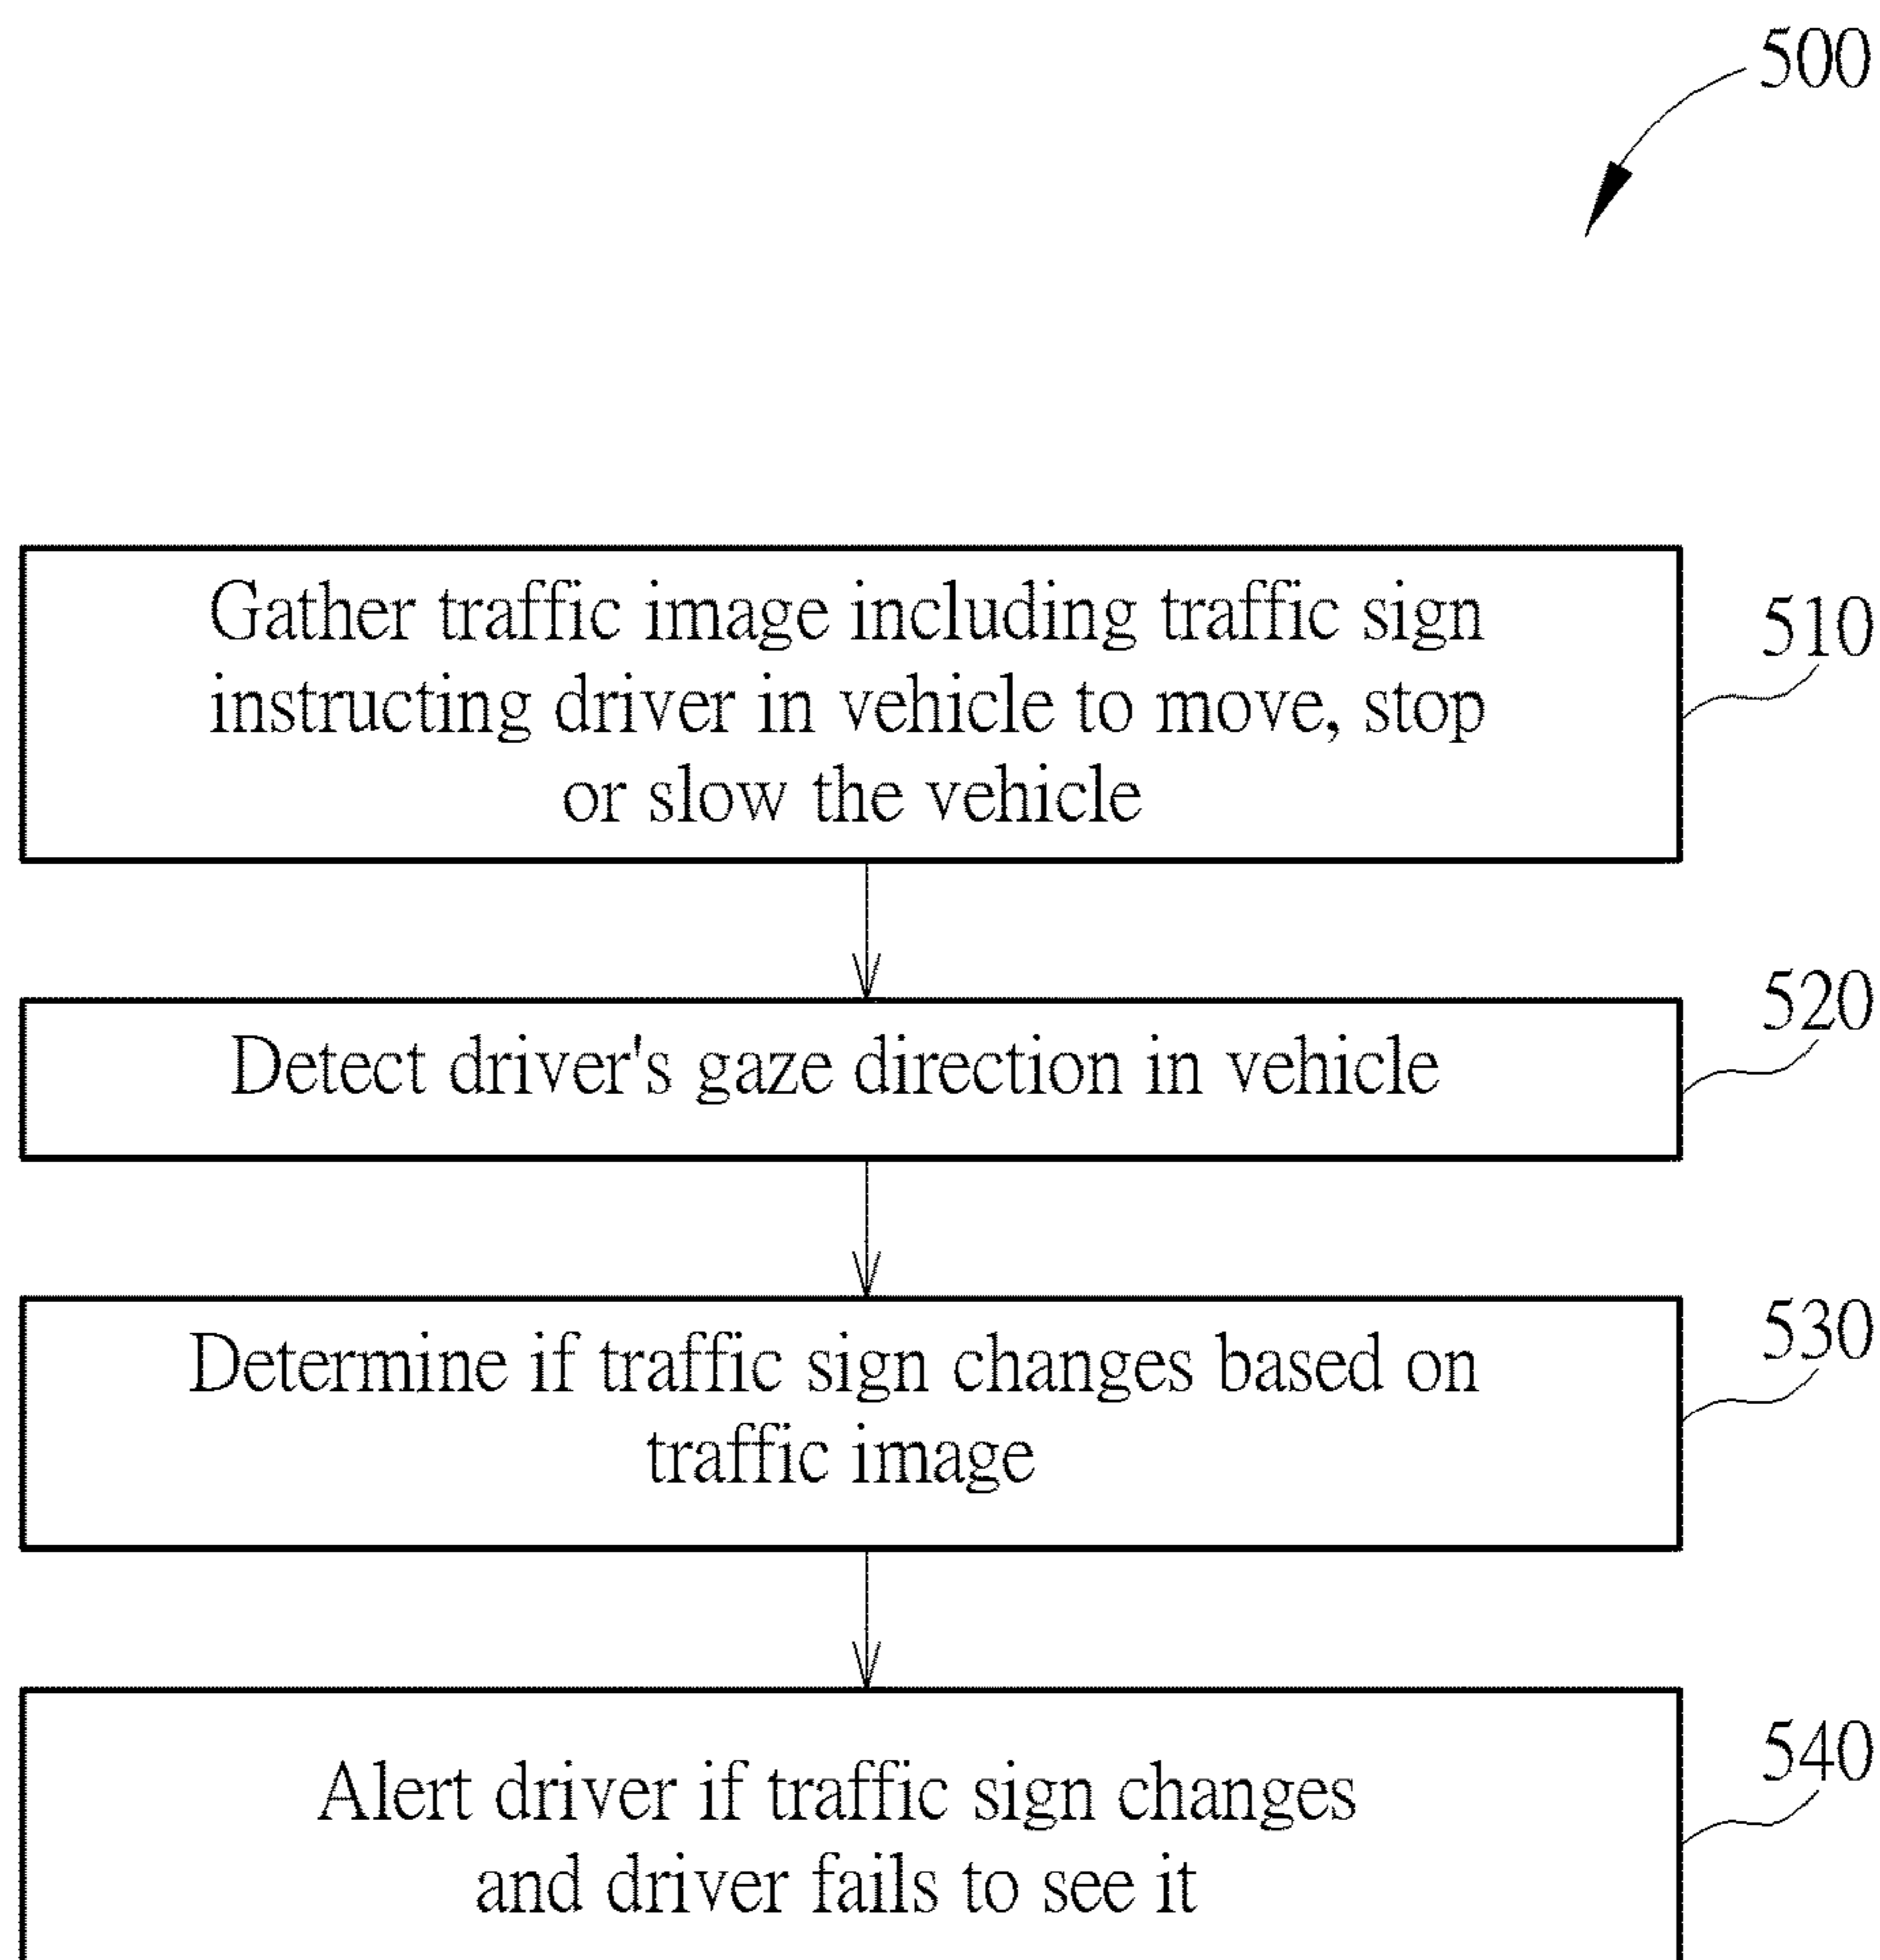 500
Gather traffic image including traffic sign
instructing driver in vehicle to move, stop
or slow the vehicle
510
Detect driver's gaze direction in vehicle
520
Determine if traffic sign changes based on
traffic image
530
Alert driver if traffic sign changes
and driver fails to see it
540